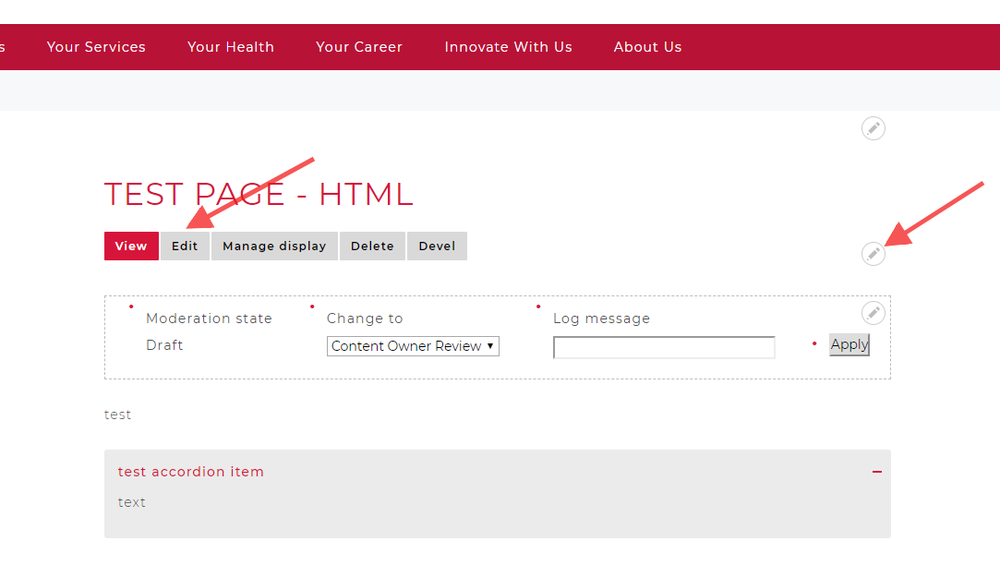 s Your Services Your Health Your Career Innovate With Us About Us
TEST PAGE - HTML
View Edit Manage display Delete Devel
Moderation state Change to Log message
Draft Content Owner Review Apply
test
test accordion item
text